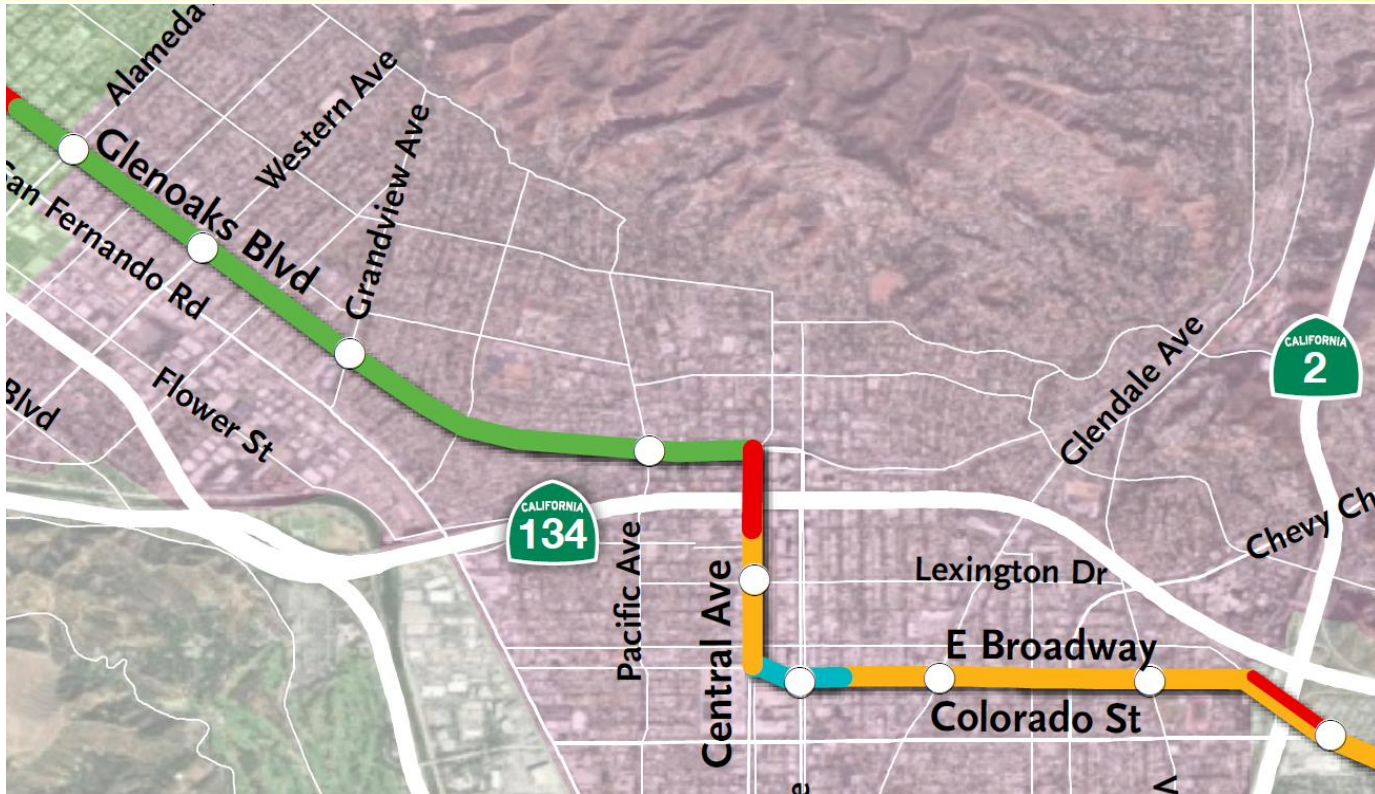 Alameda
Western Ave
Grandview Ave
Glenoaks Blvd
San Fernando Rd
Flower St
Blvd
CALIFORNIA
134
Pacific Ave
Central Ave
Glendale Ave
CALIFORNIA
2
Chevy Ch
Lexington Dr
E Broadway
Colorado St